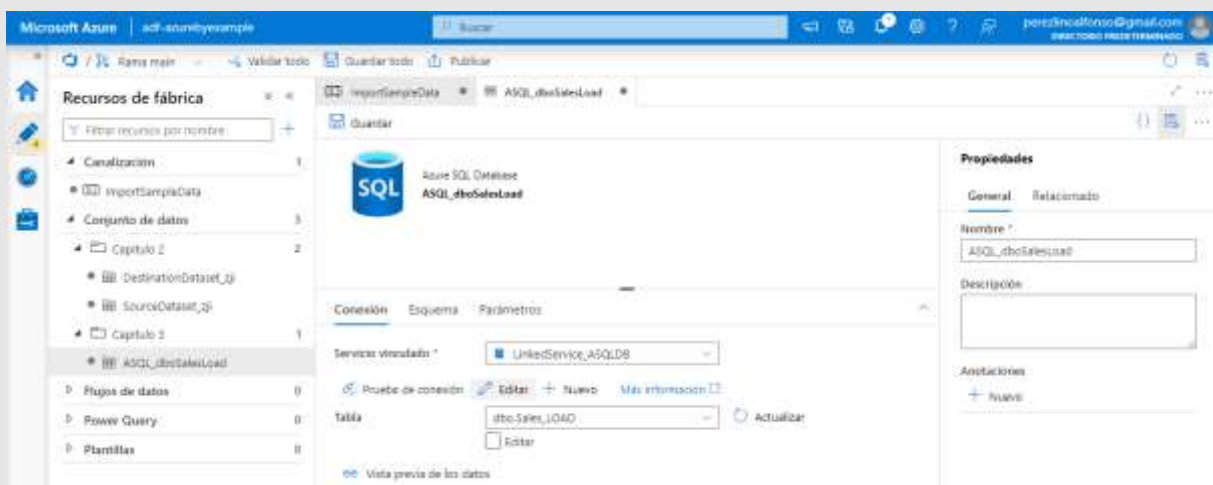 Microsoft Azure | adf-azurebyexample
Buscar
perezlinoalfonso@gmail.com
DIRECTORIO PREDETERMINADO
Rama main
Validar todo
Guardar todo
Publicar
Recursos de fábrica
Filtrar recursos por nombre
Canalización 1
ImportSampleData
Conjunto de datos 3
Capitulo 2 2
DestinationDataset_zji
SourceDataset_zji
Capitulo 3 1
ASQL_dboSalesLoad
Flujos de datos 0
Power Query 0
Plantillas 0
ImportSampleData
ASQL_dboSalesLoad
Guardar
SQL
Azure SQL Database
ASQL_dboSalesLoad
Conexión Esquema Parámetros
Servicio vinculado *
LinkedService_ASQLDB
Prueba de conexión Editar Nuevo Más información
Tabla
dbo.Sales_LOAD
Actualizar
Editar
Vista previa de los datos
Propiedades
General Relacionado
Nombre *
ASQL_dboSalesLoad
Descripción
Anotaciones
Nuevo